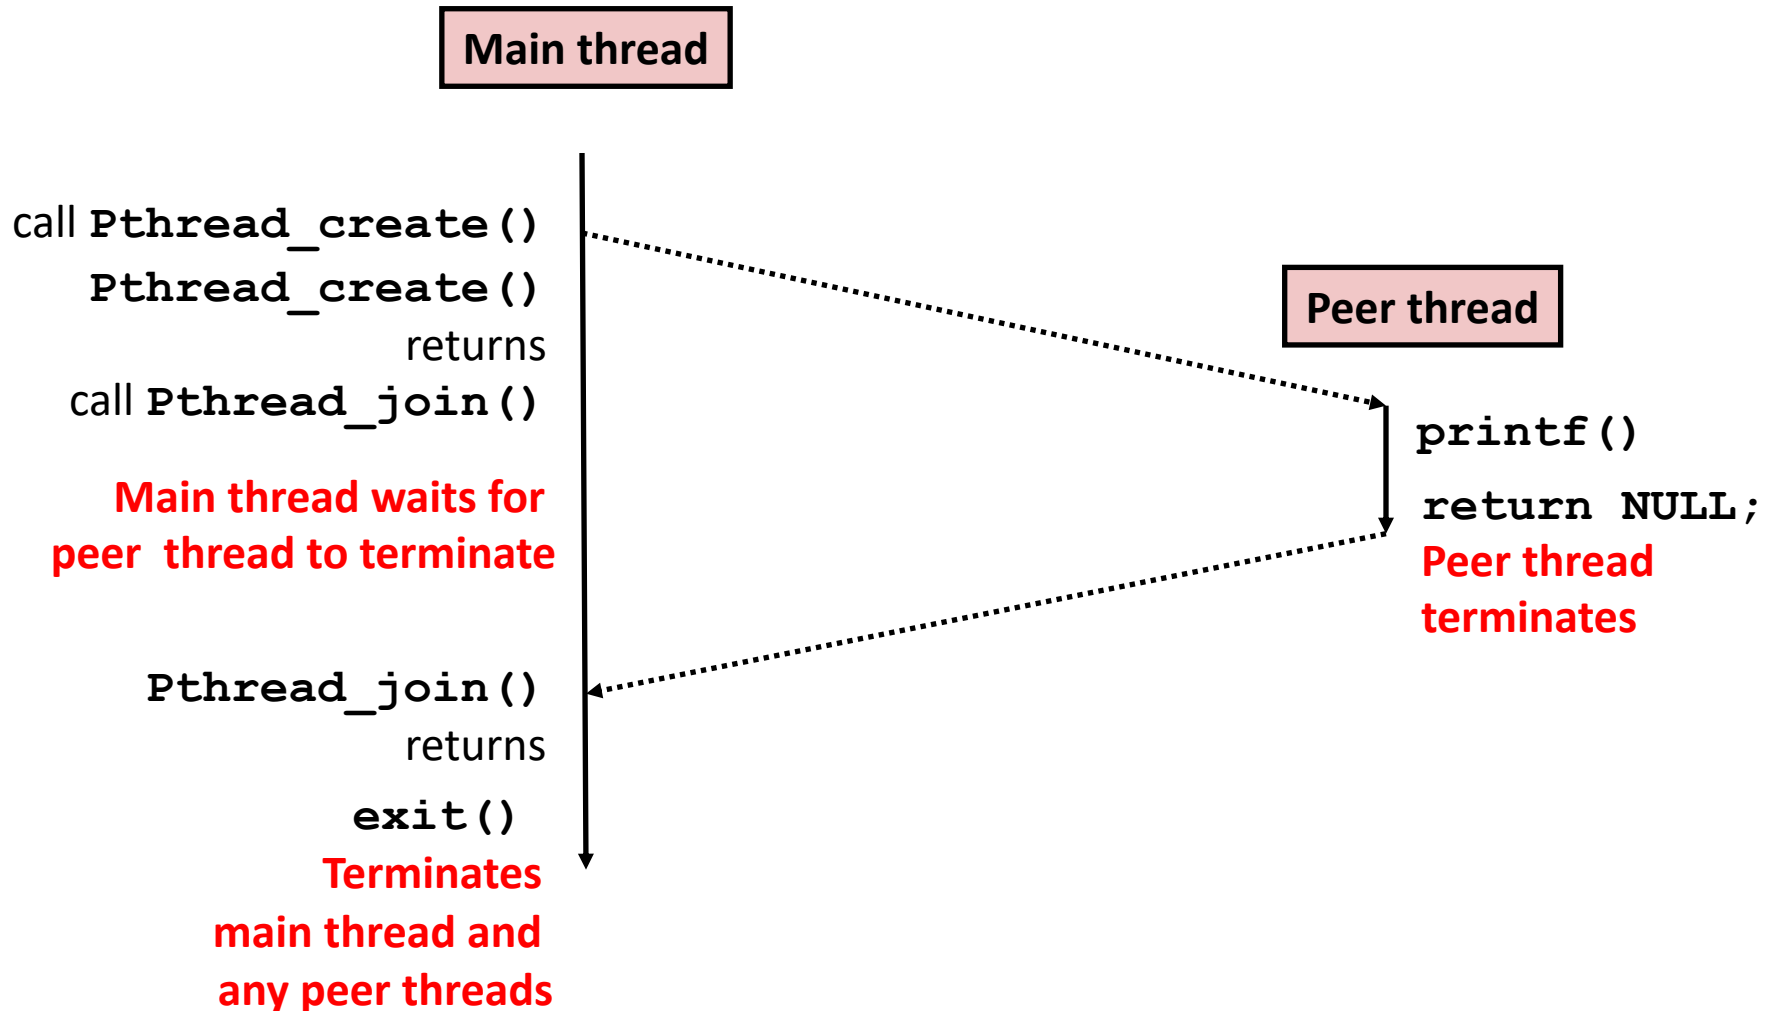 Main thread
call Pthread_create()
Pthread_create()
returns
call Pthread_join()
Main thread waits for
peer thread to terminate
Pthread_join()
returns
exit()
Terminates
main thread and
any peer threads
Peer thread
printf()
return NULL;
Peer thread
terminates